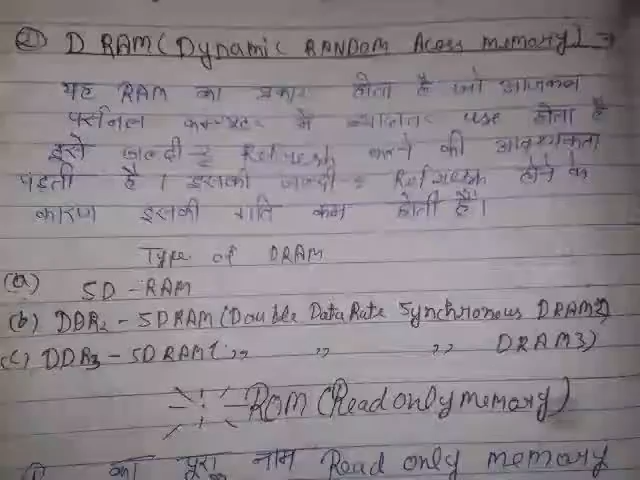 ② D RAM (Dynamic RANDOM Acess memory) ⇒
यह RAM का प्रकार होता है जो आजकल
पर्सनल कम्प्युटर में ज्यादातर use होता है
इसे जल्दी-2 Refresh करने की आवश्यकता
पड़ती है। इसको जल्दी-2 Refresh होने के
कारण इसकी गति कम होती है।
Type of DRAM
(a) SD-RAM
(b) DDR2 - SDRAM (Double Data Rate Synchronous DRAM2)
(c) DDR3 - SDRAM ( ,, ,, ,, DRAM3)
ROM (Read only memory)
का पूरा नाम Read only memory